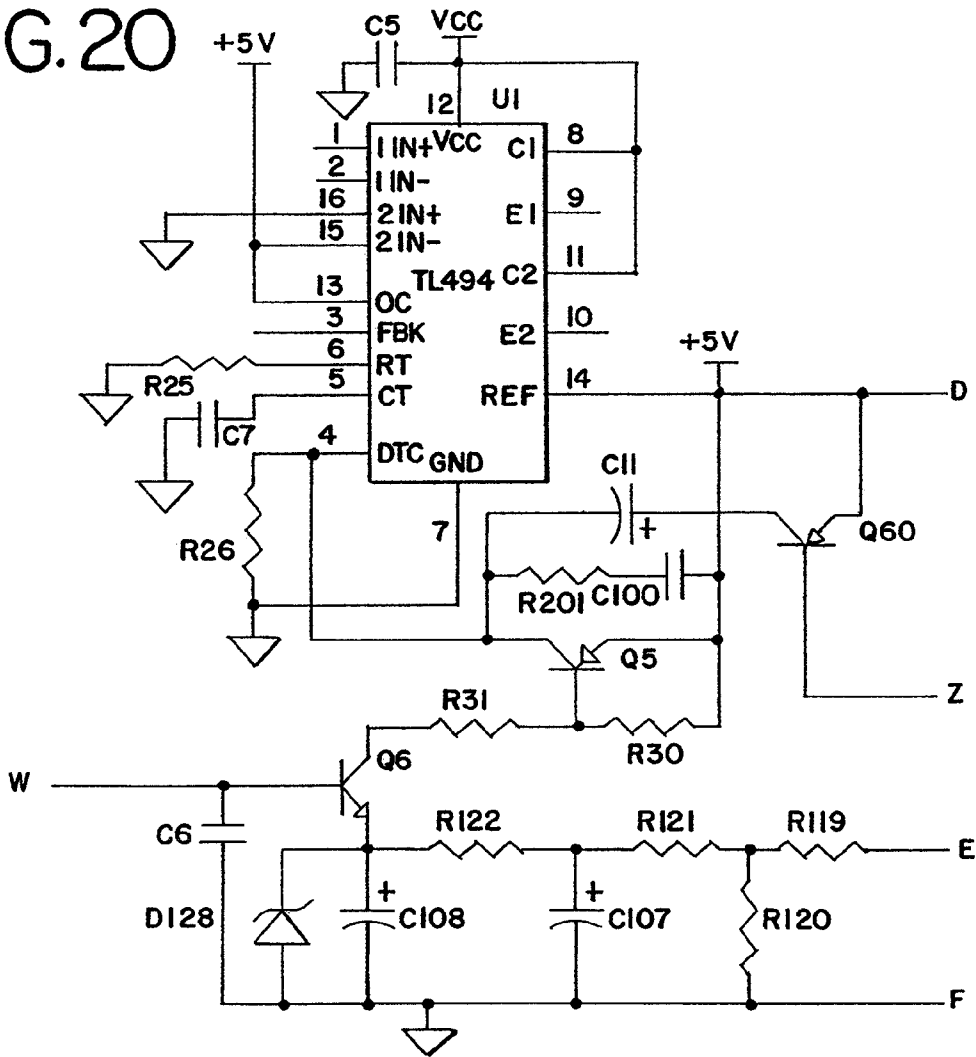 G. 20
+5V
C5
VCC
12
U1
1
1IN+
VCC
C1
8
2
1IN-
16
2IN+
E1
9
15
2IN-
TL494
C2
11
13
OC
3
FBK
E2
10
6
RT
R25
5
CT
REF
14
+5V
D
C7
4
DTC
GND
7
R26
C11
+
Q60
R201
C100
Q5
Z
R31
R30
Q6
W
C6
R122
R121
R119
E
D128
+
C108
+
C107
R120
F